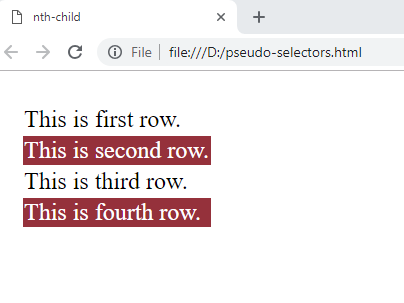 nth-child
File
file:///D:/pseudo-selectors.html
This is first row.
This is second row.
This is third row.
This is fourth row.